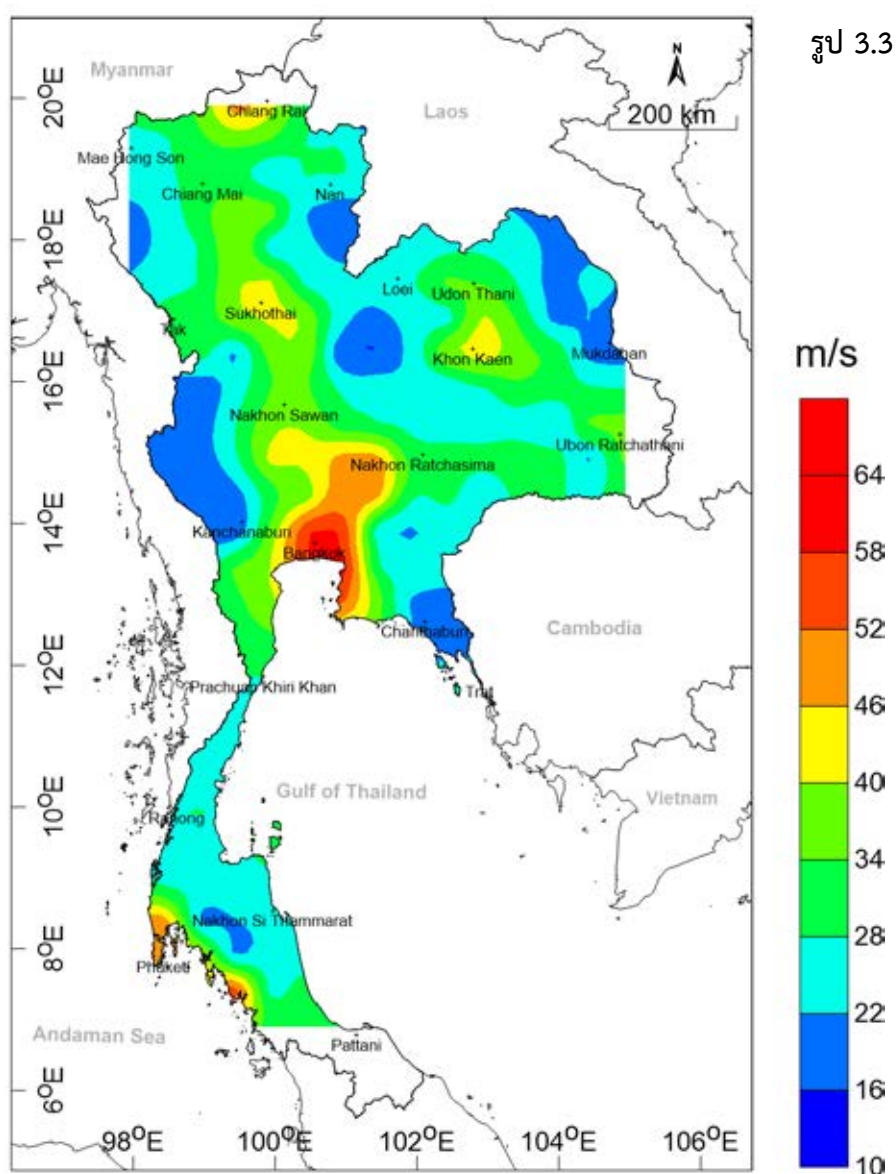 รูป 3.3
Myanmar
N
Laos
200 km
20°E
Chiang Rai
Mae Hong Son
Chiang Mai
Nan
18°E
Loei
Udon Thani
Sukhothai
Tak
Khon Kaen
Mukdahan
m/s
16°E
Nakhon Sawan
Ubon Ratchathani
Nakhon Ratchasima
64
14°E
Kanchanaburi
Bangkok
58
Chanthaburi
Cambodia
52
12°E
Prachuap Khiri Khan
Trat
46
Gulf of Thailand
Vietnam
40
10°E
Ranong
34
Nakhon Si Thammarat
28
8°E
Phuket
22
Andaman Sea
Pattani
6°E
16
98°E
100°E
102°E
104°E
106°E
10